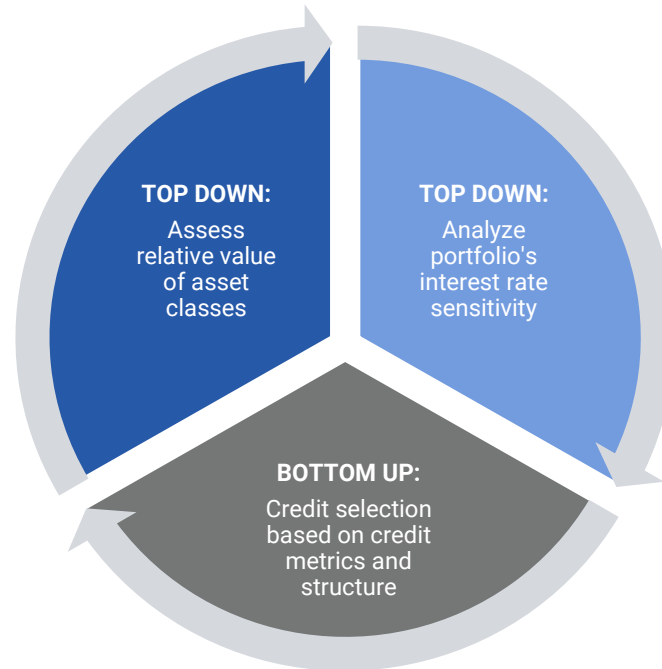 TOP DOWN:
Assess
relative value
of asset
classes
TOP DOWN:
Analyze
portfolio's
interest rate
sensitivity
BOTTOM UP:
Credit selection
based on credit
metrics and
structure